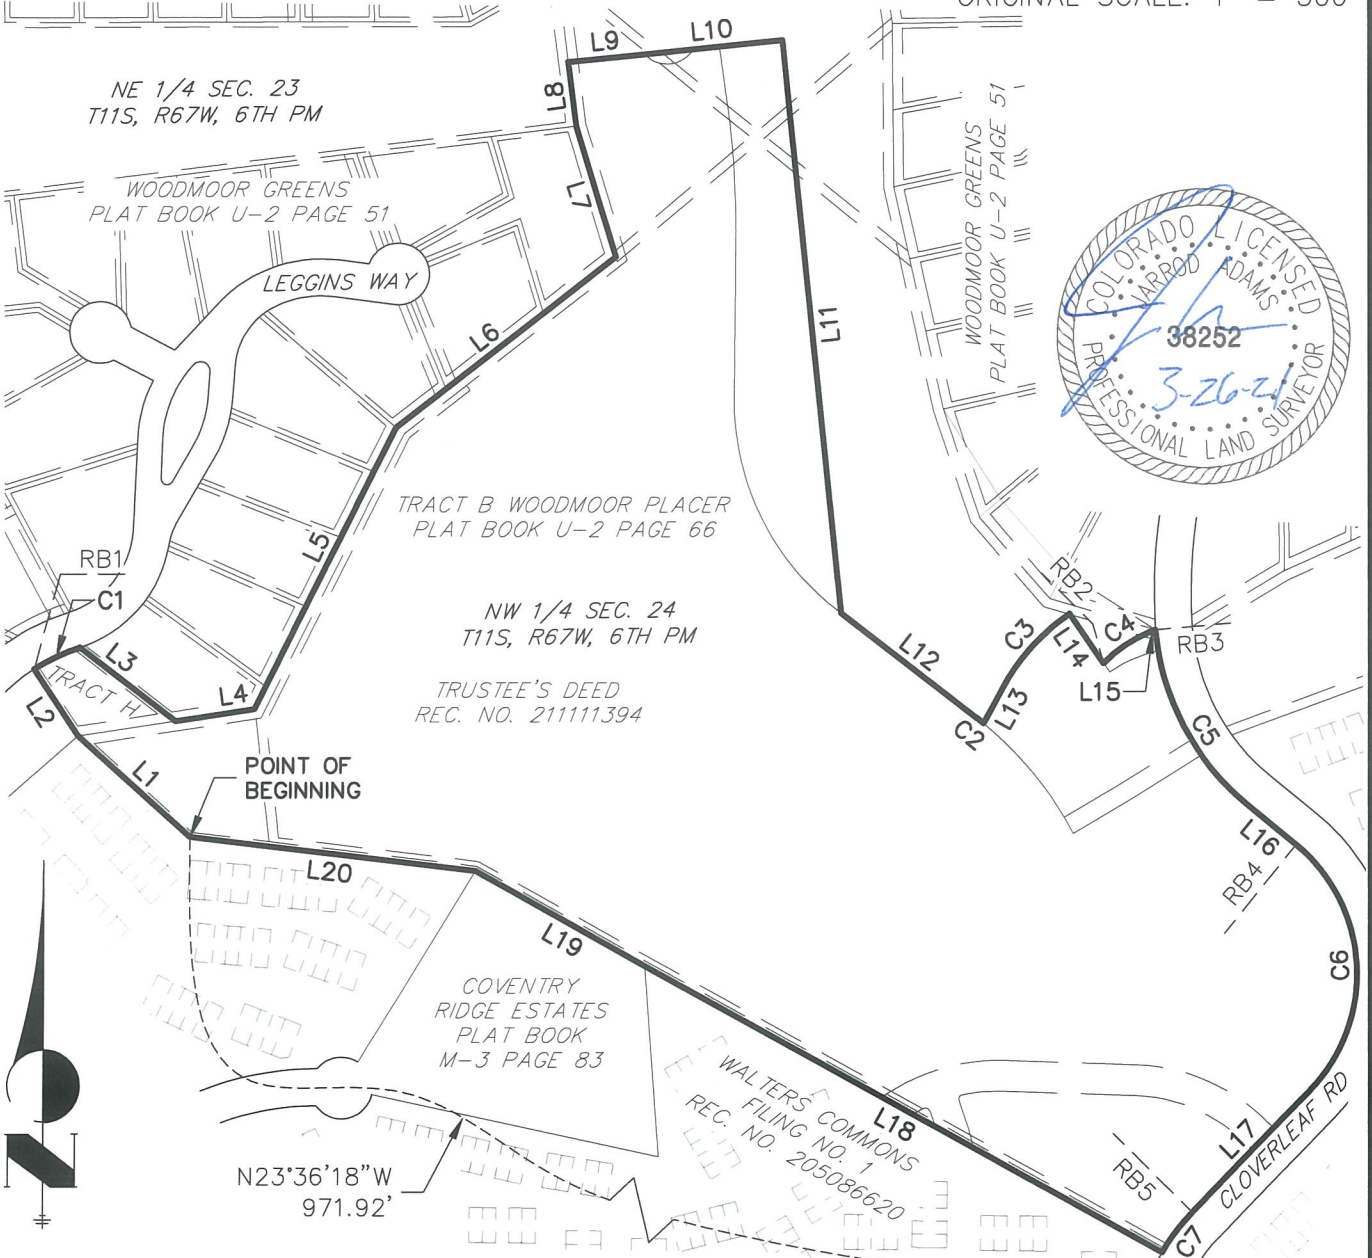 ORIGINAL SCALE: 1" = 300'
L9
L10
NE 1/4 SEC. 23
T11S, R67W, 6TH PM
L8
WOODMOOR GREENS
PLAT BOOK U-2 PAGE 51
L7
WOODMOOR GREENS
PLAT BOOK U-2 PAGE 51
LEGGINS WAY
COLORADO LICENSED
JARROD ADAMS
38252
3-26-21
PROFESSIONAL LAND SURVEYOR
L6
L11
TRACT B WOODMOOR PLACER
PLAT BOOK U-2 PAGE 66
L5
RB1
C1
NW 1/4 SEC. 24
T11S, R67W, 6TH PM
RB2
C3
C4
L14
RB3
L3
L12
TRACT H
L4
TRUSTEE'S DEED
REC. NO. 211111394
L15
L2
L13
C2
C5
POINT OF
BEGINNING
L1
L20
L16
RB4
L19
C6
COVENTRY
RIDGE ESTATES
PLAT BOOK
M-3 PAGE 83
WALTERS COMMONS
FILING NO. 1
REC. NO. 205086620
L18
L17
CLOVERLEAF RD
RB5
C7
N23°36'18"W
971.92'
N